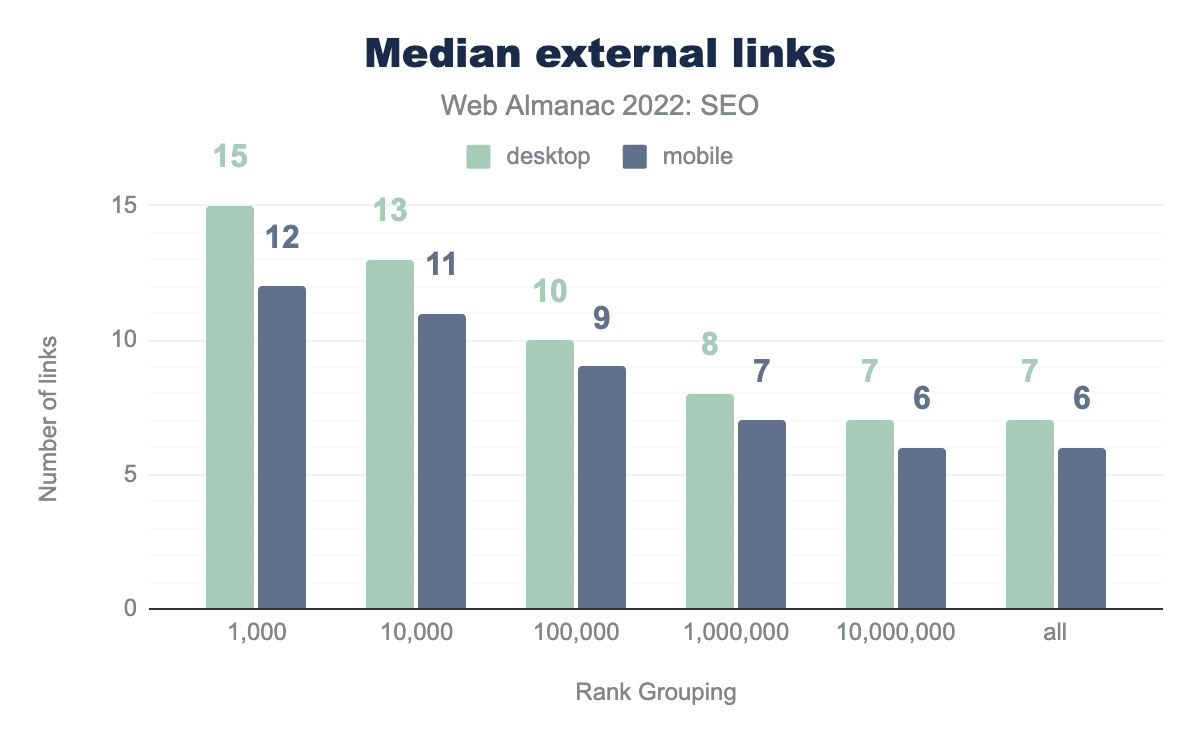 Median external links
Web Almanac 2022: SEO
desktop mobile
15
12
13
11
10
9
8
7
7
6
7
6
15
10
5
0
Number of links
1,000 10,000 100,000 1,000,000 10,000,000 all
Rank Grouping